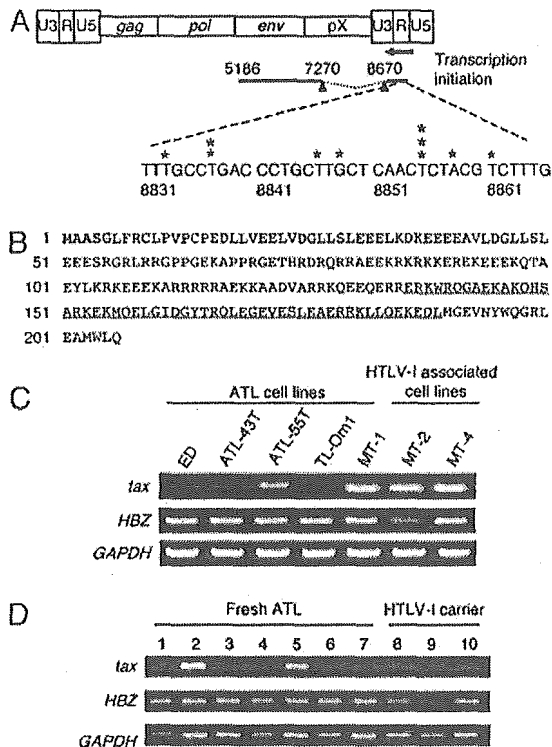 A
U3 R U5 gag pol env pX U3 R U5
Transcription initiation
5186 7270 8670
* * * * * * * * * *
TTTTGCCTGAC CCTGCTTGCT CAACTCTACG TCTTTG
8831 8841 8851 8861
B
1 MAASGLFRCLPVPCPEDLLVEELVDGLLSLEEELKDKEEEEAVLDGLLSL
51 EEESRGRLRRGPPGEKAPPRGETHRDRQRRAEEKRKRKKEREKEEEKQTA
101 EYLKRKEEEKARRRRRAEKKAADVARRKQEEQERRERKWRQGAEKAKQHS
151 ARKEKMQELGIDGYTRQLEGEVESLEAERRKLLQEKEDLMGEVNYWQGRL
201 EAMWLQ
C
ATL cell lines
HTLV-I associated cell lines
ED ATL-43T ATL-55T TL-Om1 MT-1 MT-2 MT-4
tax
HBZ
GAPDH
D
Fresh ATL HTLV-I carrier
1 2 3 4 5 6 7 8 9 10
tax
HBZ
GAPDH